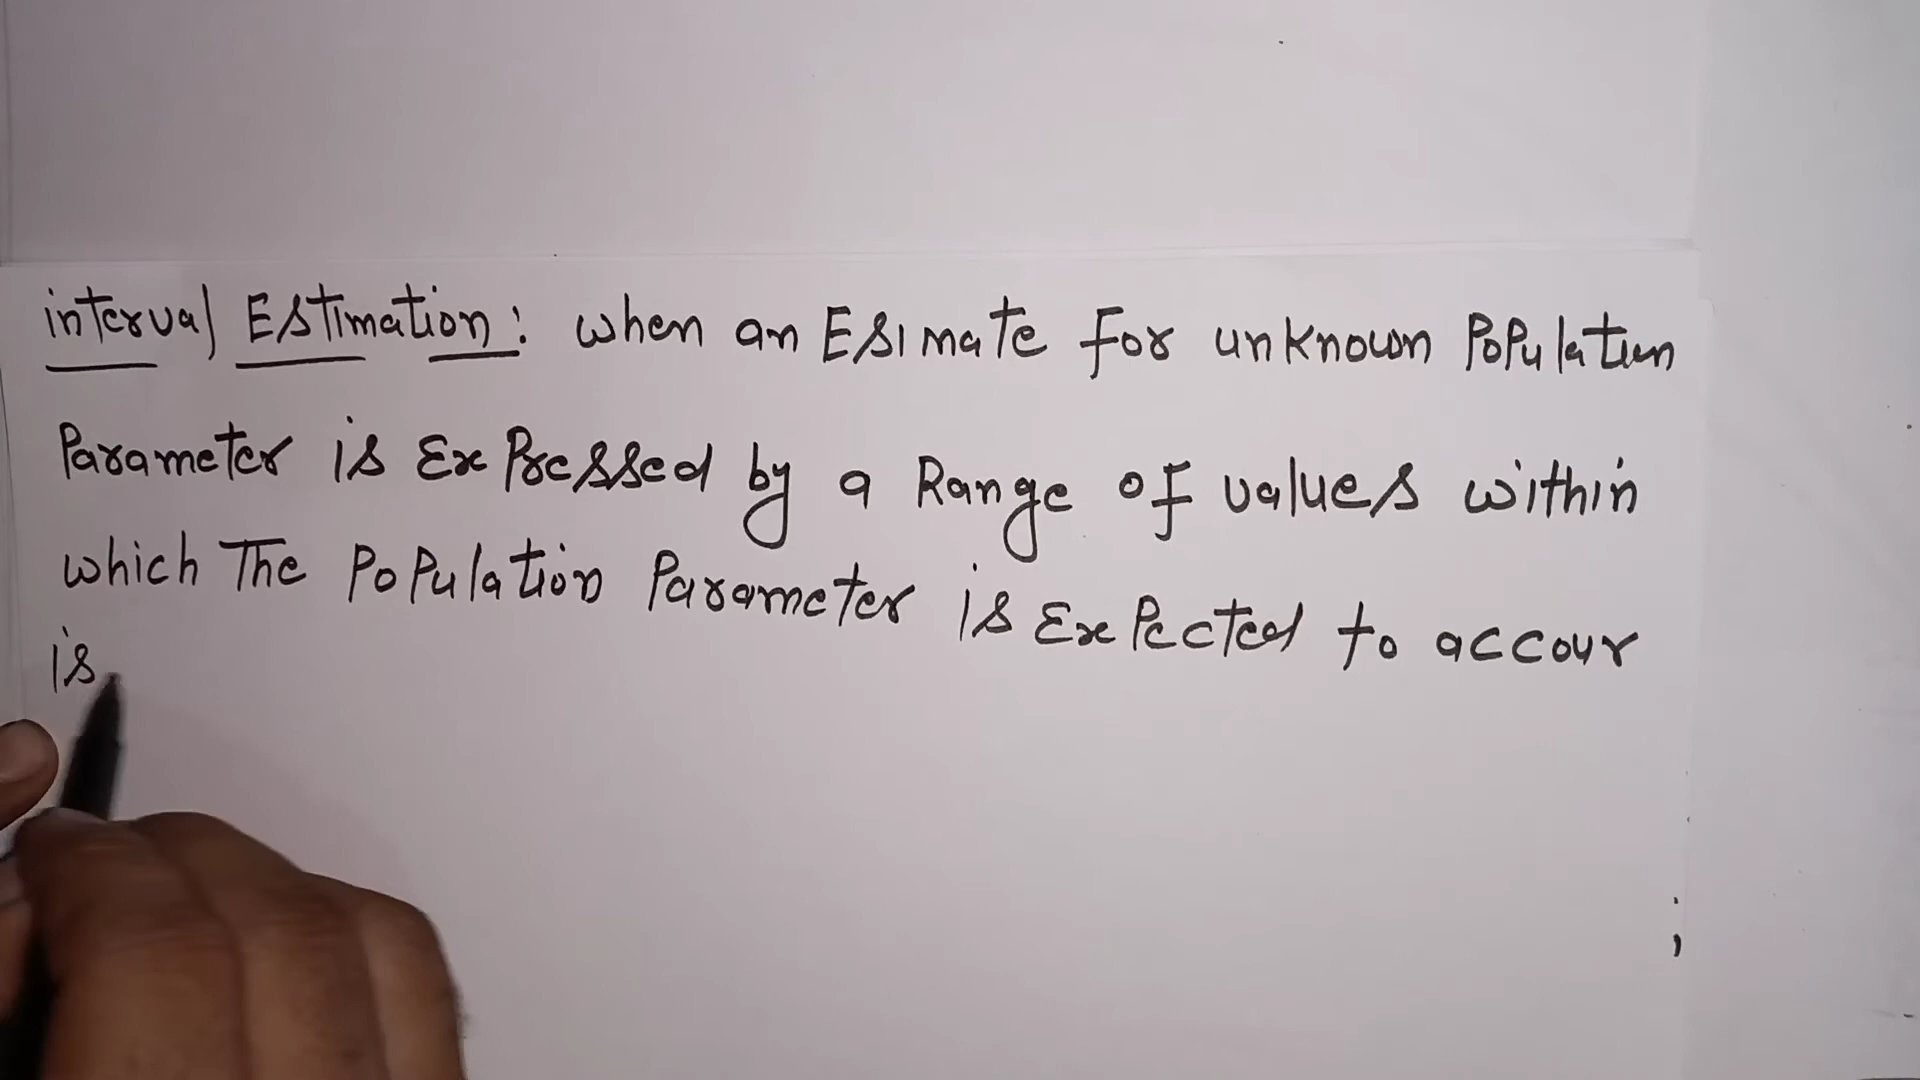 interval Estimation: when an Esimate for unknown Population
Parameter is Expressed by a Range of values within
which The Population Parameter is Expected to accour
is